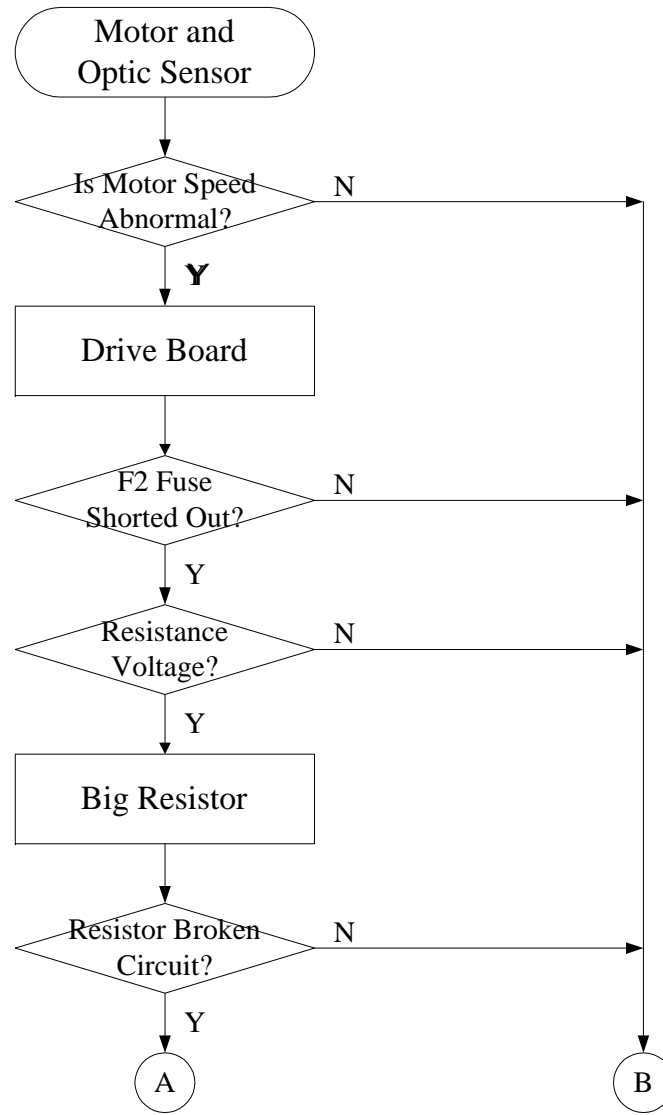 Motor and
Optic Sensor
Is Motor Speed
Abnormal?
N
Y
Drive Board
F2 Fuse
Shorted Out?
N
Y
Resistance
Voltage?
N
Y
Big Resistor
Resistor Broken
Circuit?
N
Y
A
B